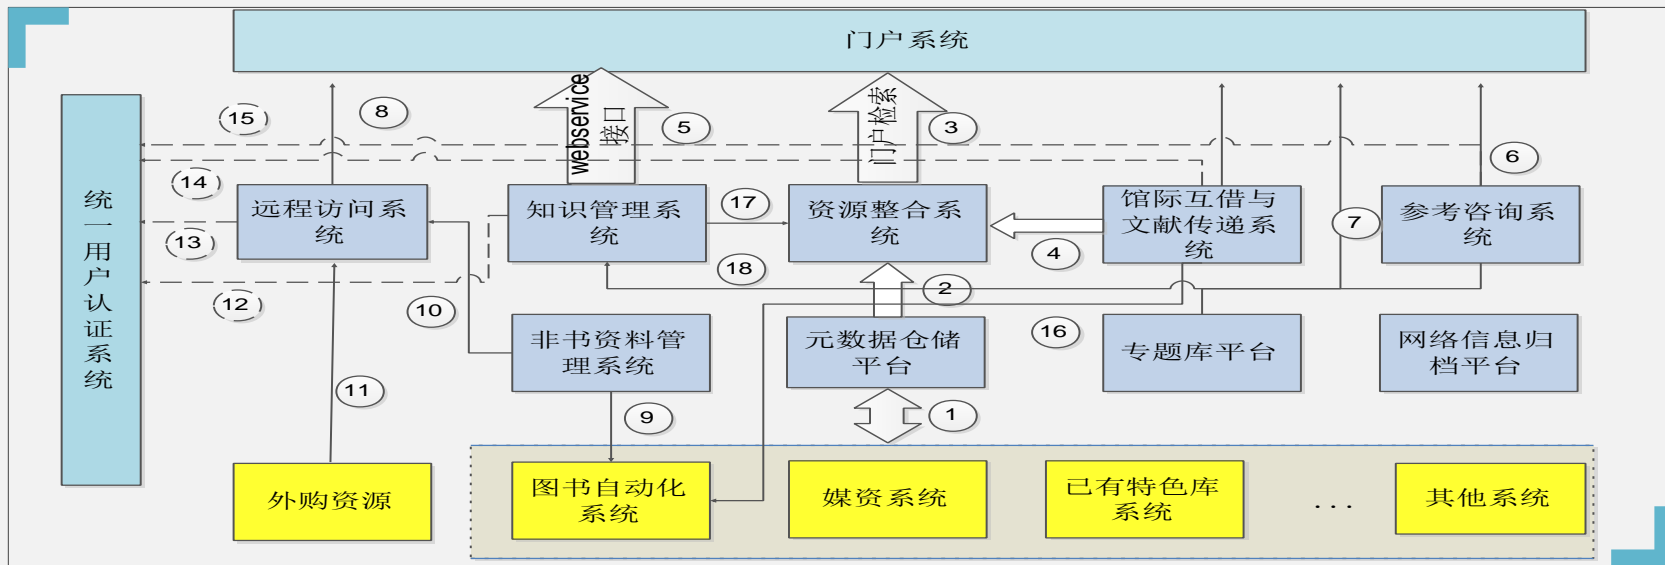 门户系统
统一用户认证系统
15
8
webservice
接口
5
门户检索
3
6
14
远程访问系
统
知识管理系
统
17
资源整合系
统
馆际互借与
文献传递系
统
7
参考咨询系
统
13
4
18
12
10
2
非书资料管
理系统
元数据仓储
平台
16
专题库平台
网络信息归
档平台
11
9
1
外购资源
图书自动化
系统
媒资系统
已有特色库
系统
...
其他系统